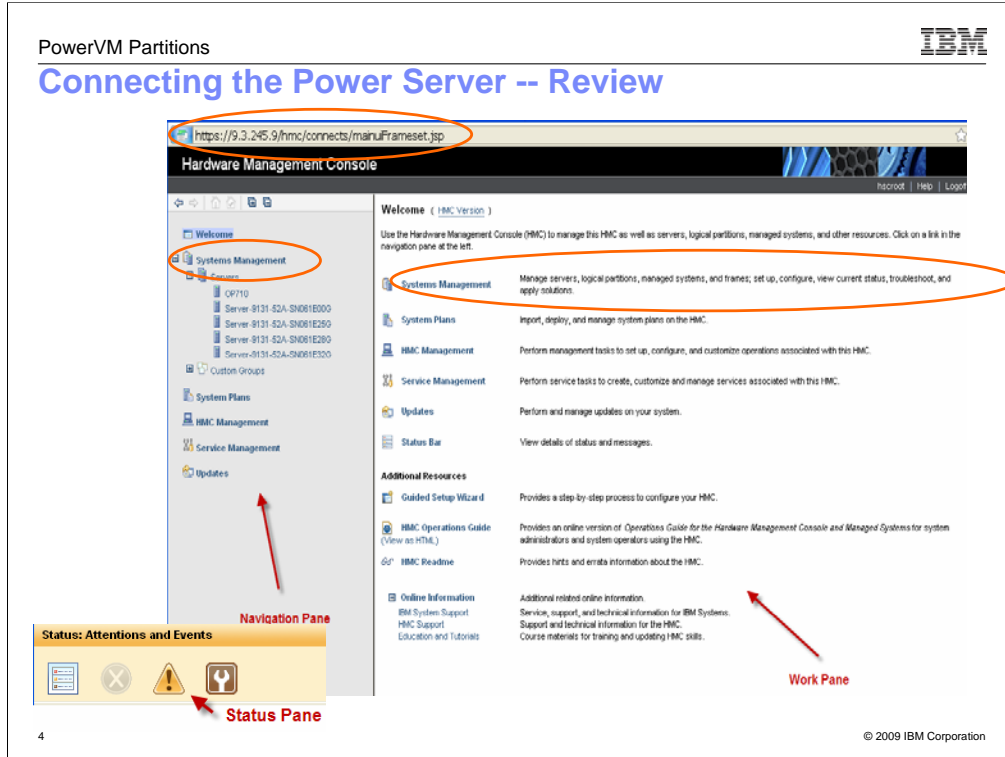 PowerVM Partitions
IBM
Connecting the Power Server -- Review
https://9.3.245.9/hmc/connects/mainuiFrameset.jsp
Hardware Management Console
hscroot | Help | Logoff
Welcome
Systems Management
Servers
OP710
Server-9131-52A-SN061E00G
Server-9131-52A-SN061E25G
Server-9131-52A-SN061E28G
Server-9131-52A-SN061E32G
Custom Groups
System Plans
HMC Management
Service Management
Updates
Navigation Pane
Welcome ( HMC Version )
Use the Hardware Management Console (HMC) to manage this HMC as well as servers, logical partitions, managed systems, and other resources. Click on a link in the
navigation pane at the left.
Systems Management Manage servers, logical partitions, managed systems, and frames; set up, configure, view current status, troubleshoot, and
apply solutions.
System Plans Import, deploy, and manage system plans on the HMC.
HMC Management Perform management tasks to set up, configure, and customize operations associated with this HMC.
Service Management Perform service tasks to create, customize and manage services associated with this HMC.
Updates Perform and manage updates on your system.
Status Bar View details of status and messages.
Additional Resources
Guided Setup Wizard Provides a step-by-step process to configure your HMC.
HMC Operations Guide Provides an online version of Operations Guide for the Hardware Management Console and Managed Systems for system
(View as HTML) administrators and system operators using the HMC.
HMC Readme Provides hints and errata information about the HMC.
Online Information Additional related online information.
IBM System Support Service, support, and technical information for IBM Systems.
HMC Support Support and technical information for the HMC.
Education and Tutorials Course materials for training and updating HMC skills.
Work Pane
Status: Attentions and Events
Status Pane
4
© 2009 IBM Corporation